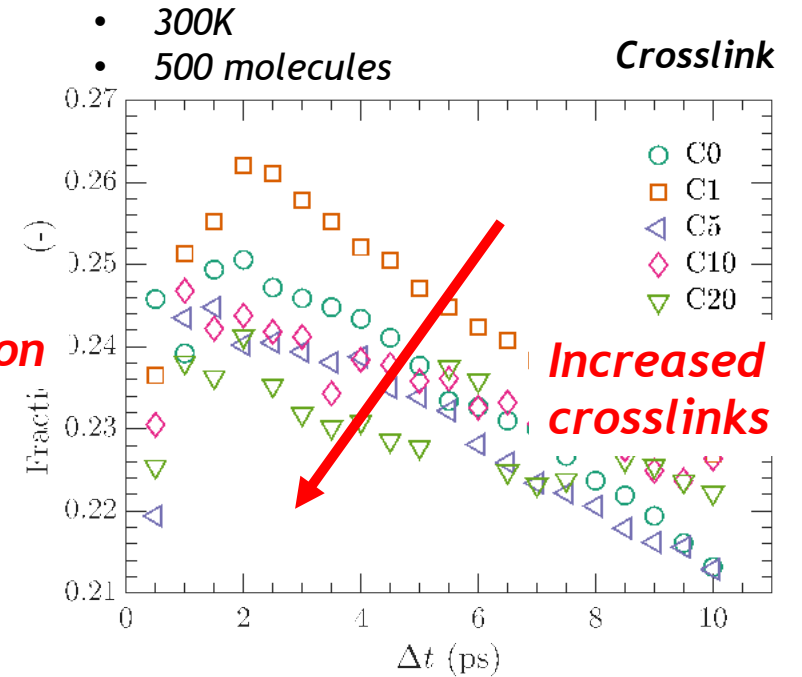 • 300K
• 500 molecules
Crosslink
0.27
0.26
0.25
0.24
0.23
0.22
0.21
(-)
on
C0
C1
C5
C10
C20
Increased
crosslinks
0 2 4 6 8 10
Δt (ps)